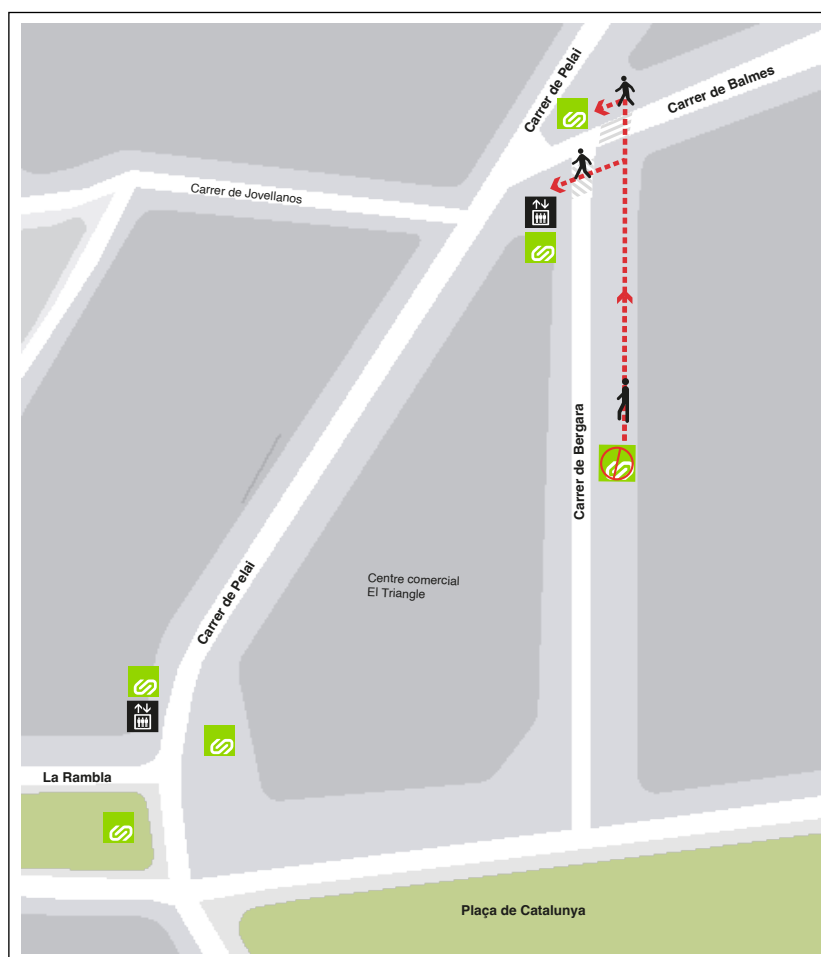 Carrer de Pelai
Carrer de Balmes
Carrer de Jovellanos
Carrer de Bergara
Centre comercial
El Triangle
Carrer de Pelai
La Rambla
Plaça de Catalunya